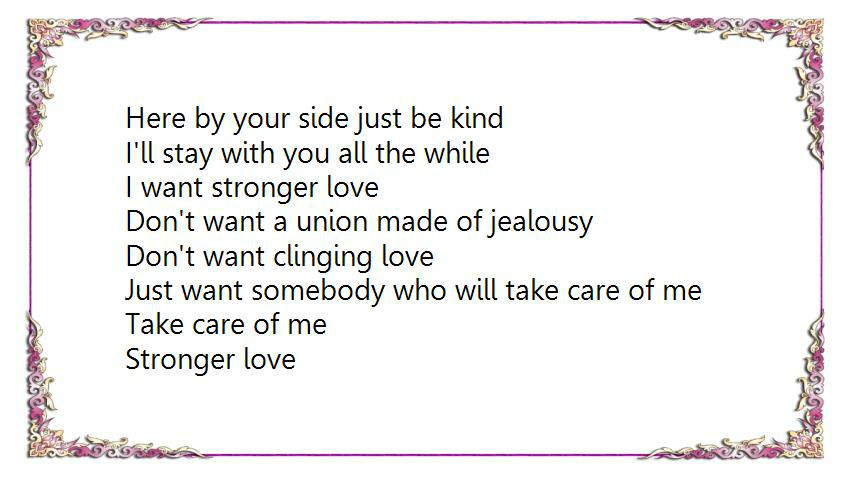 Here by your side just be kind
I'll stay with you all the while
I want stronger love
Don't want a union made of jealousy
Don't want clinging love
Just want somebody who will take care of me
Take care of me
Stronger love